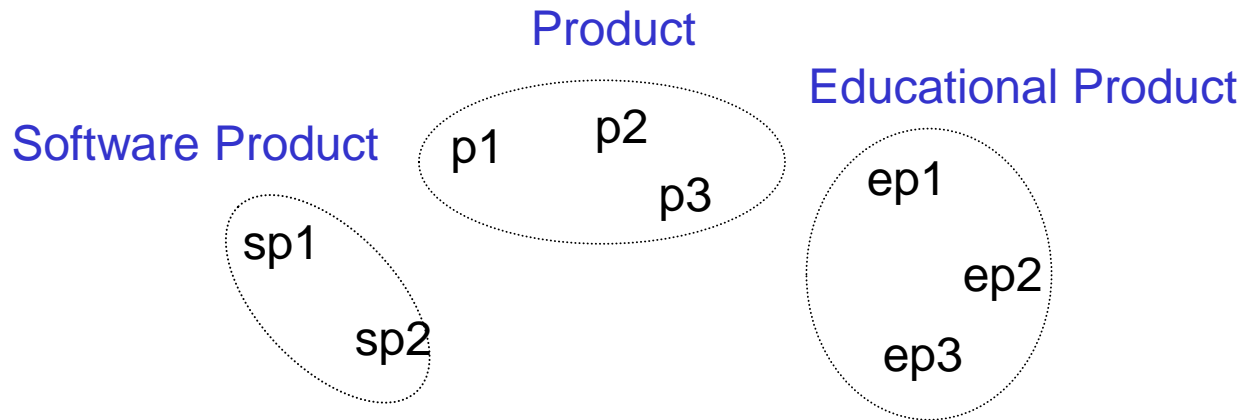 Product
Educational Product
Software Product
p1
p2
p3
ep1
sp1
ep2
sp2
ep3